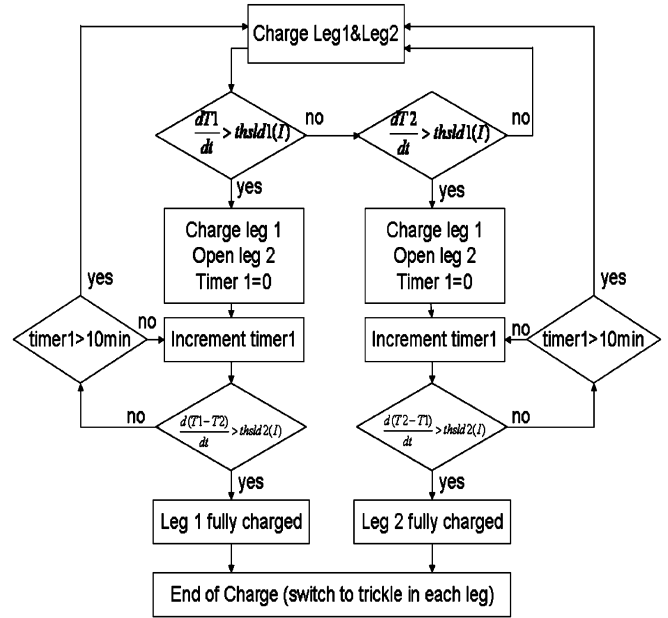 Charge Leg1&Leg2
dT1/dt > thsld1(I)
no
dT2/dt > thsld1(I)
no
yes
yes
Charge leg 1
Open leg 2
Timer 1=0
Charge leg 1
Open leg 2
Timer 1=0
yes
yes
timer1>10min
no
Increment timer1
Increment timer1
no
timer1>10min
no
d(T1-T2)/dt > thsld2(I)
d(T2-T1)/dt > thsld2(I)
no
yes
yes
Leg 1 fully charged
Leg 2 fully charged
End of Charge (switch to trickle in each leg)